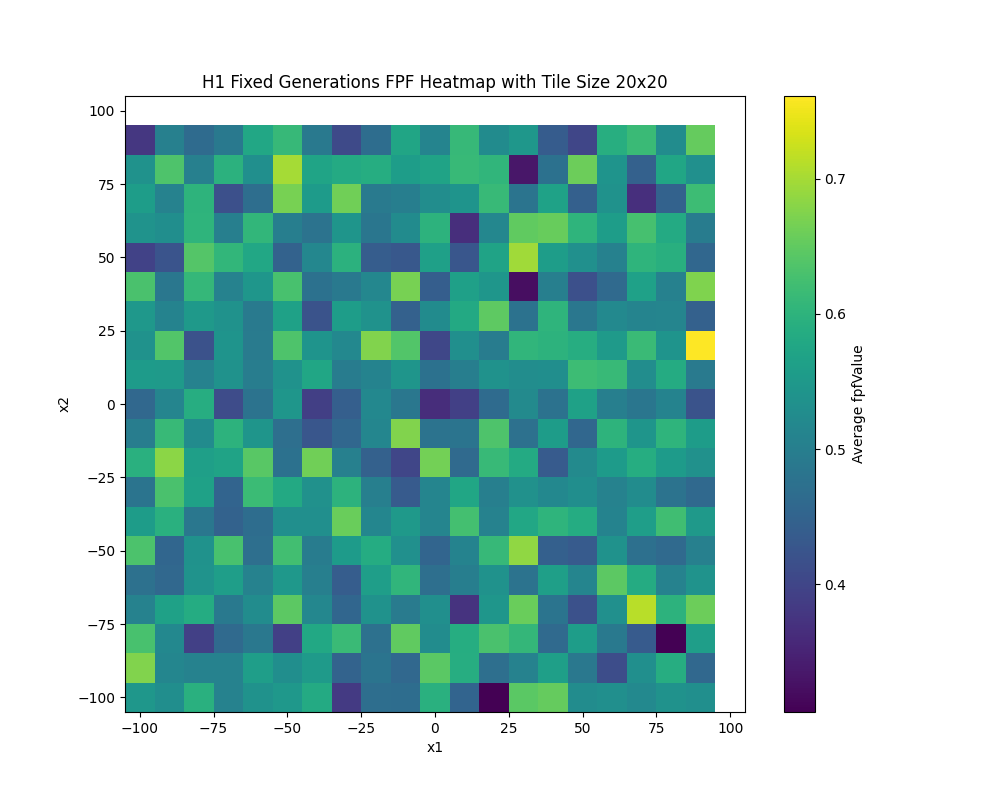 H1 Fixed Generations FPF Heatmap with Tile Size 20x20
100
75
50
25
0
−25
−50
−75
−100
x2
−100 −75 −50 −25 0 25 50 75 100
x1
0.7
0.6
0.5
0.4
Average fpfValue